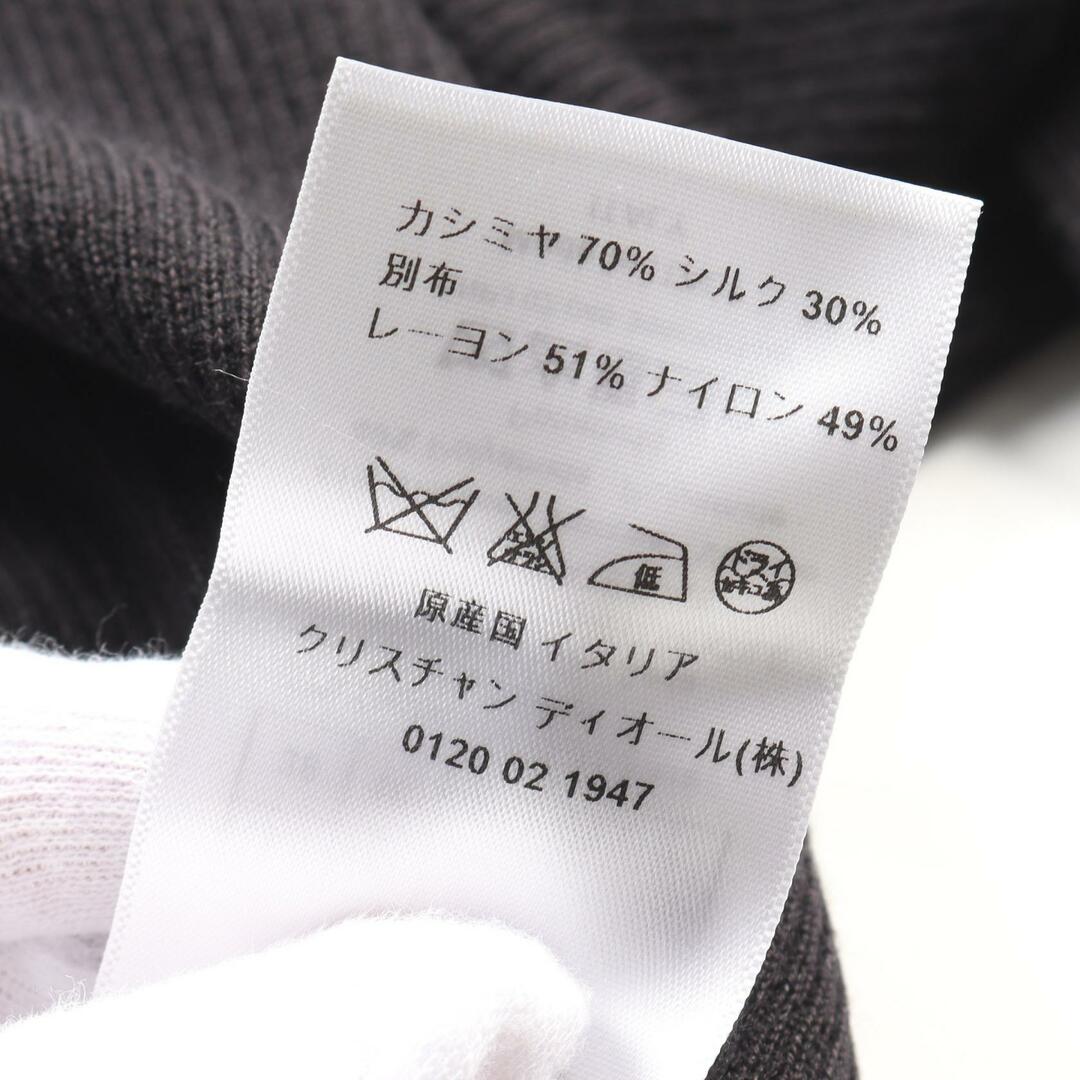 カシミヤ 70% シルク 30%
別布
レーヨン 51% ナイロン 49%
低
ドライ
原産国 イタリア
クリスチャン ディオール(株)
0120 02 1947